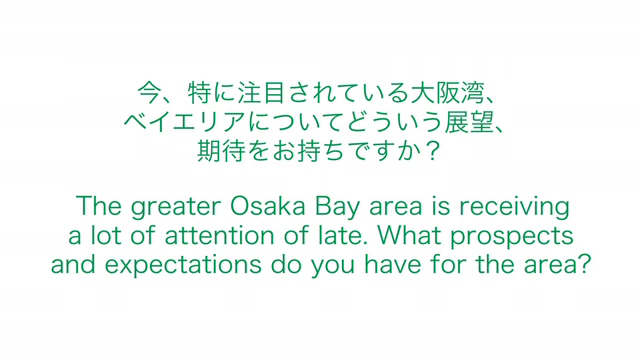 今、特に注目されている大阪湾、
ベイエリアについてどういう展望、
期待をお持ちですか？
The greater Osaka Bay area is receiving
a lot of attention of late. What prospects
and expectations do you have for the area?